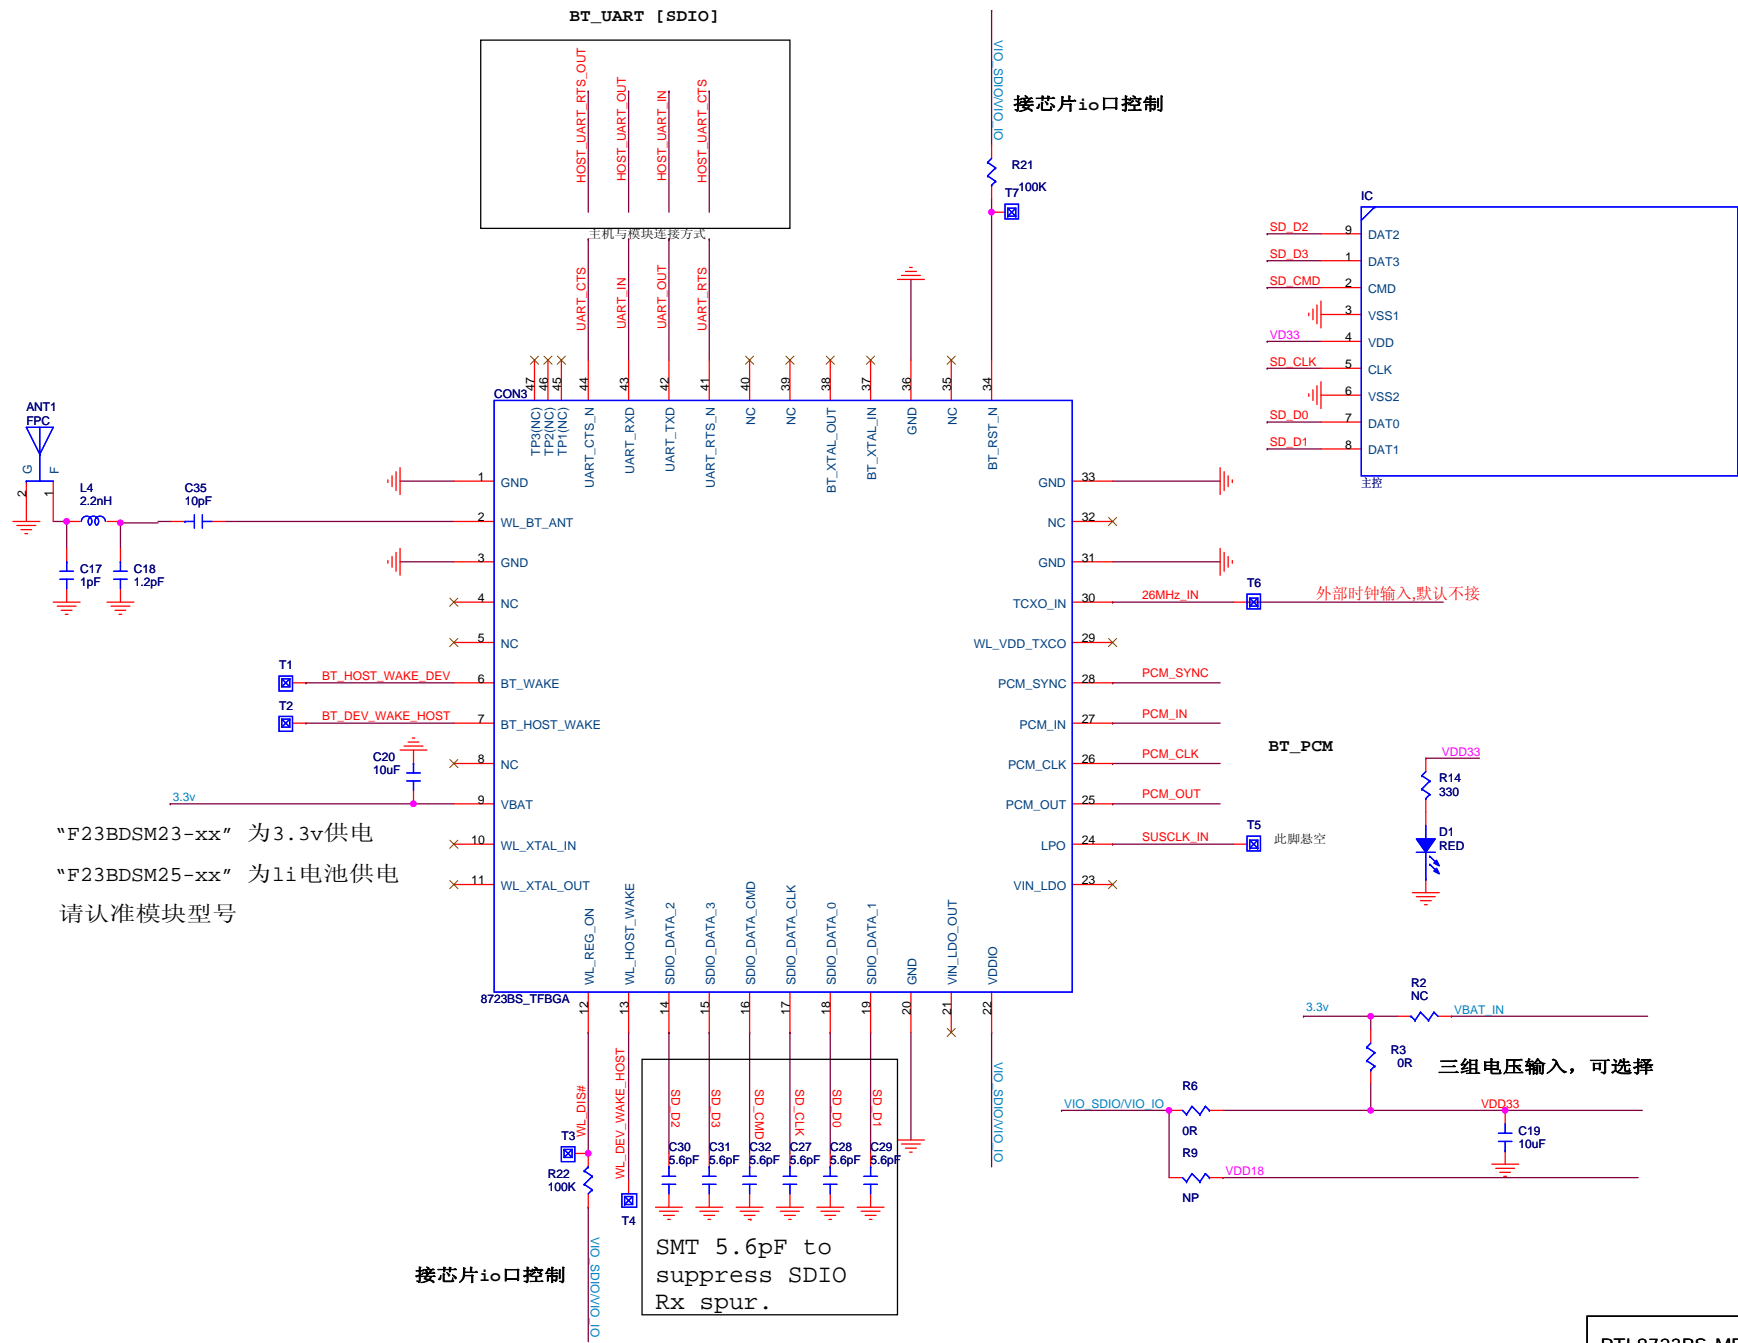 BT_UART [SDIO]
HOST_UART_RTS_OUT
HOST_UART_OUT
HOST_UART_IN
HOST_UART_CTS
主机与模块连接方式
UART_CTS
UART_IN
UART_OUT
UART_RTS
VIO_SDIO/VIO_IO
接芯片io口控制
R21
100K
T7
IC
SD_D2 9 DAT2
SD_D3 1 DAT3
SD_CMD 2 CMD
3 VSS1
VD33 4 VDD
SD_CLK 5 CLK
6 VSS2
SD_D0 7 DAT0
SD_D1 8 DAT1
主控
CON3
47 TP3(NC)
46 TP2(NC)
45 TP1(NC)
44 UART_CTS_N
43 UART_RXD
42 UART_TXD
41 UART_RTS_N
40 NC
39 NC
38 BT_XTAL_OUT
37 BT_XTAL_IN
36 GND
35 NC
34 BT_RST_N
ANT1
FPC
G F
2 1
L4
2.2nH
C35
10pF
C17
1pF
C18
1.2pF
1 GND
2 WL_BT_ANT
3 GND
4 NC
5 NC
T1 BT_HOST_WAKE_DEV 6 BT_WAKE
T2 BT_DEV_WAKE_HOST 7 BT_HOST_WAKE
C20
10uF
8 NC
3.3v 9 VBAT
10 WL_XTAL_IN
11 WL_XTAL_OUT
“F23BDSM23-xx” 为3.3v供电
“F23BDSM25-xx” 为li电池供电
请认准模块型号
GND 33
NC 32
GND 31
TCXO_IN 30 26MHz_IN T6 外部时钟输入,默认不接
WL_VDD_TXCO 29
PCM_SYNC 28 PCM_SYNC
PCM_IN 27 PCM_IN
BT_PCM
PCM_CLK 26 PCM_CLK
PCM_OUT 25 PCM_OUT
LPO 24 SUSCLK_IN T5 此脚悬空
VIN_LDO 23
VDD33
R14
330
D1
RED
WL_REG_ON 12
WL_HOST_WAKE 13
SDIO_DATA_2 14
SDIO_DATA_3 15
SDIO_DATA_CMD 16
SDIO_DATA_CLK 17
SDIO_DATA_0 18
SDIO_DATA_1 19
GND 20
VIN_LDO_OUT 21
VDDIO 22
8723BS_TFBGA
WL_DIS#
WL_DEV_WAKE_HOST
SD_D2
SD_D3
SD_CMD
SD_CLK
SD_D0
SD_D1
VIO_SDIO/VIO_IO
T3
R22
100K
T4
C30
5.6pF
C31
5.6pF
C32
5.6pF
C27
5.6pF
C28
5.6pF
C29
5.6pF
SMT 5.6pF to
suppress SDIO
Rx spur.
VIO_SDIO/VIO_IO
接芯片io口控制
R2
NC
3.3v VBAT_IN
R3
0R
三组电压输入，可选择
VIO_SDIO/VIO_IO
R6
0R
VDD33
C19
10uF
R9
NP
VDD18